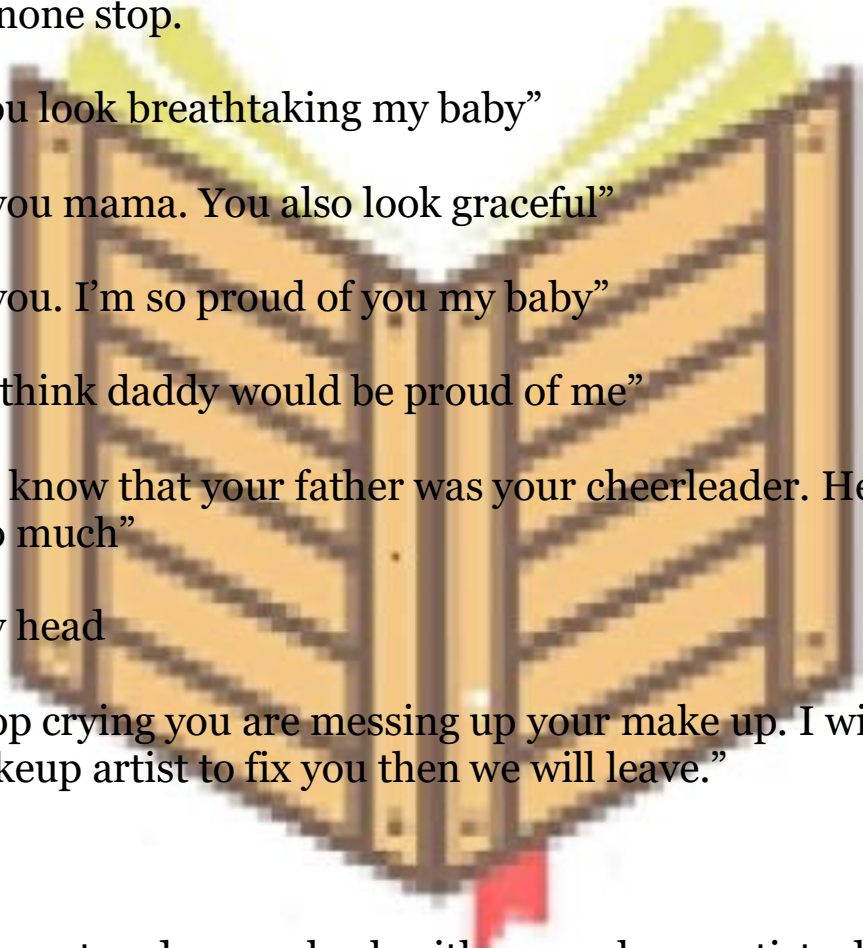 none stop.
ou look breathtaking my baby”
you mama. You also look graceful”
you. I’m so proud of you my baby”
think daddy would be proud of me”
know that your father was your cheerleader. He
o much”
y head
op crying you are messing up your make up. I wi
keup artist to fix you then we will leave.”